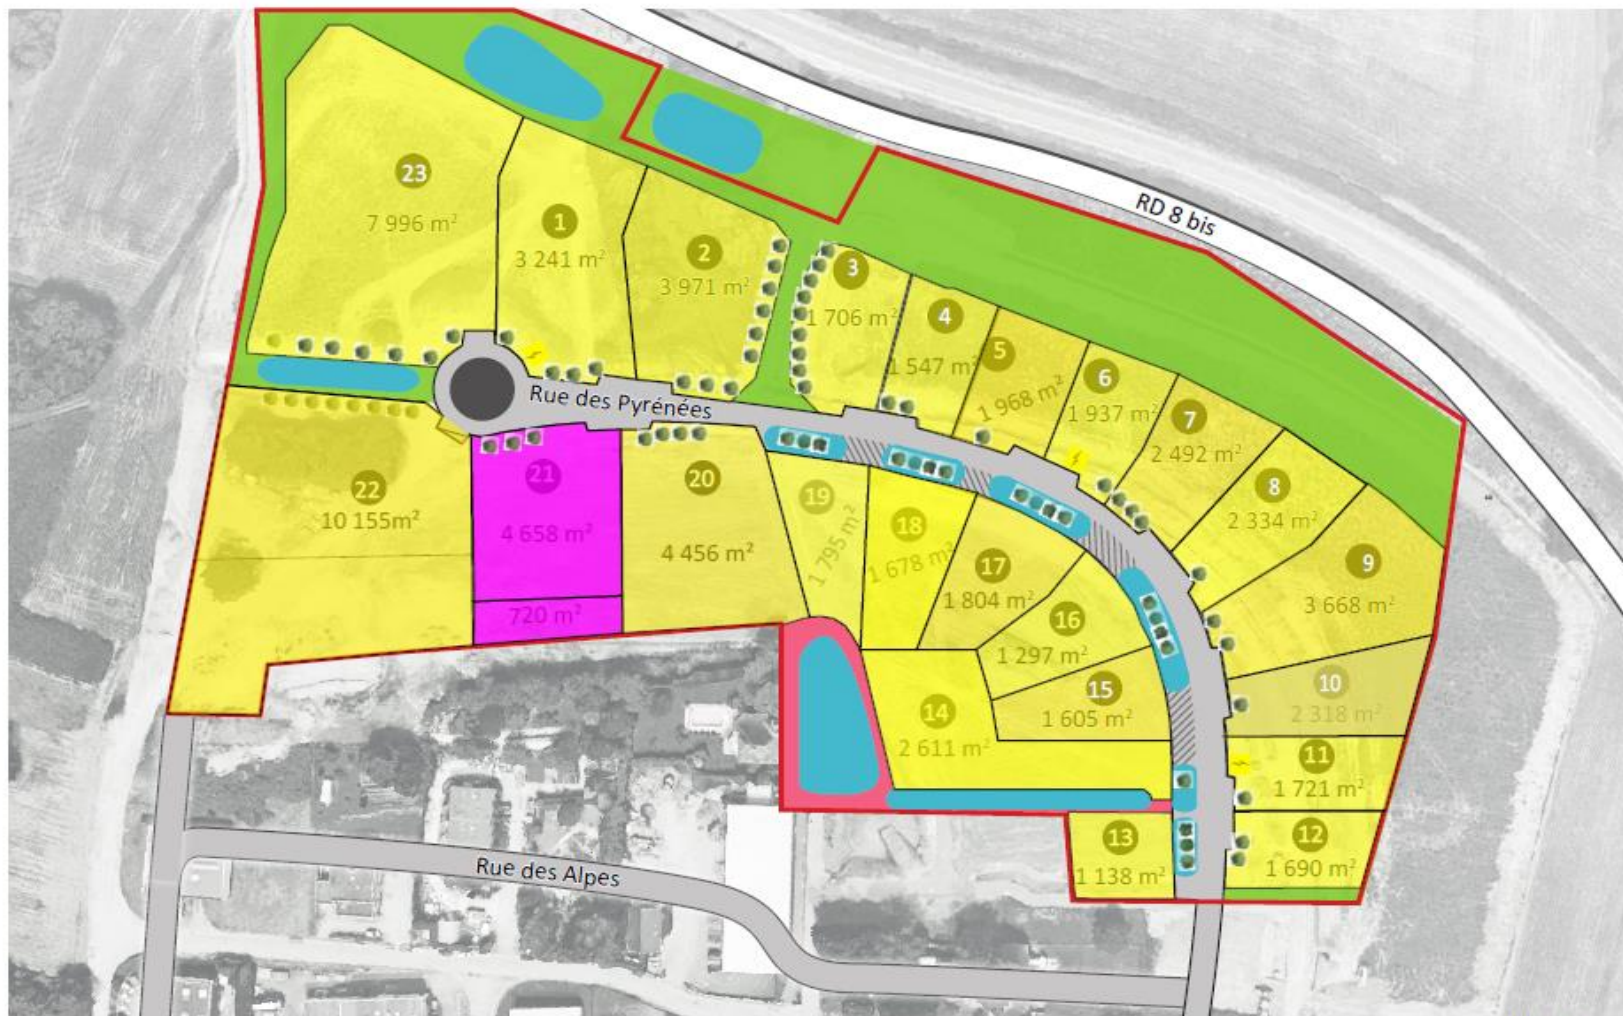 RD 8 bis
23
7 996 m²
1
3 241 m²
2
3 971 m²
3
1 706 m²
4
1 547 m²
5
1 968 m²
6
1 937 m²
7
2 492 m²
8
2 334 m²
9
3 668 m²
Rue des Pyrénées
22
10 155m²
21
4 658 m²
720 m²
20
4 456 m²
19
1 795 m²
18
1 678 m²
17
1 804 m²
16
1 297 m²
15
1 605 m²
14
2 611 m²
10
2 318 m²
11
1 721 m²
12
1 690 m²
13
1 138 m²
Rue des Alpes